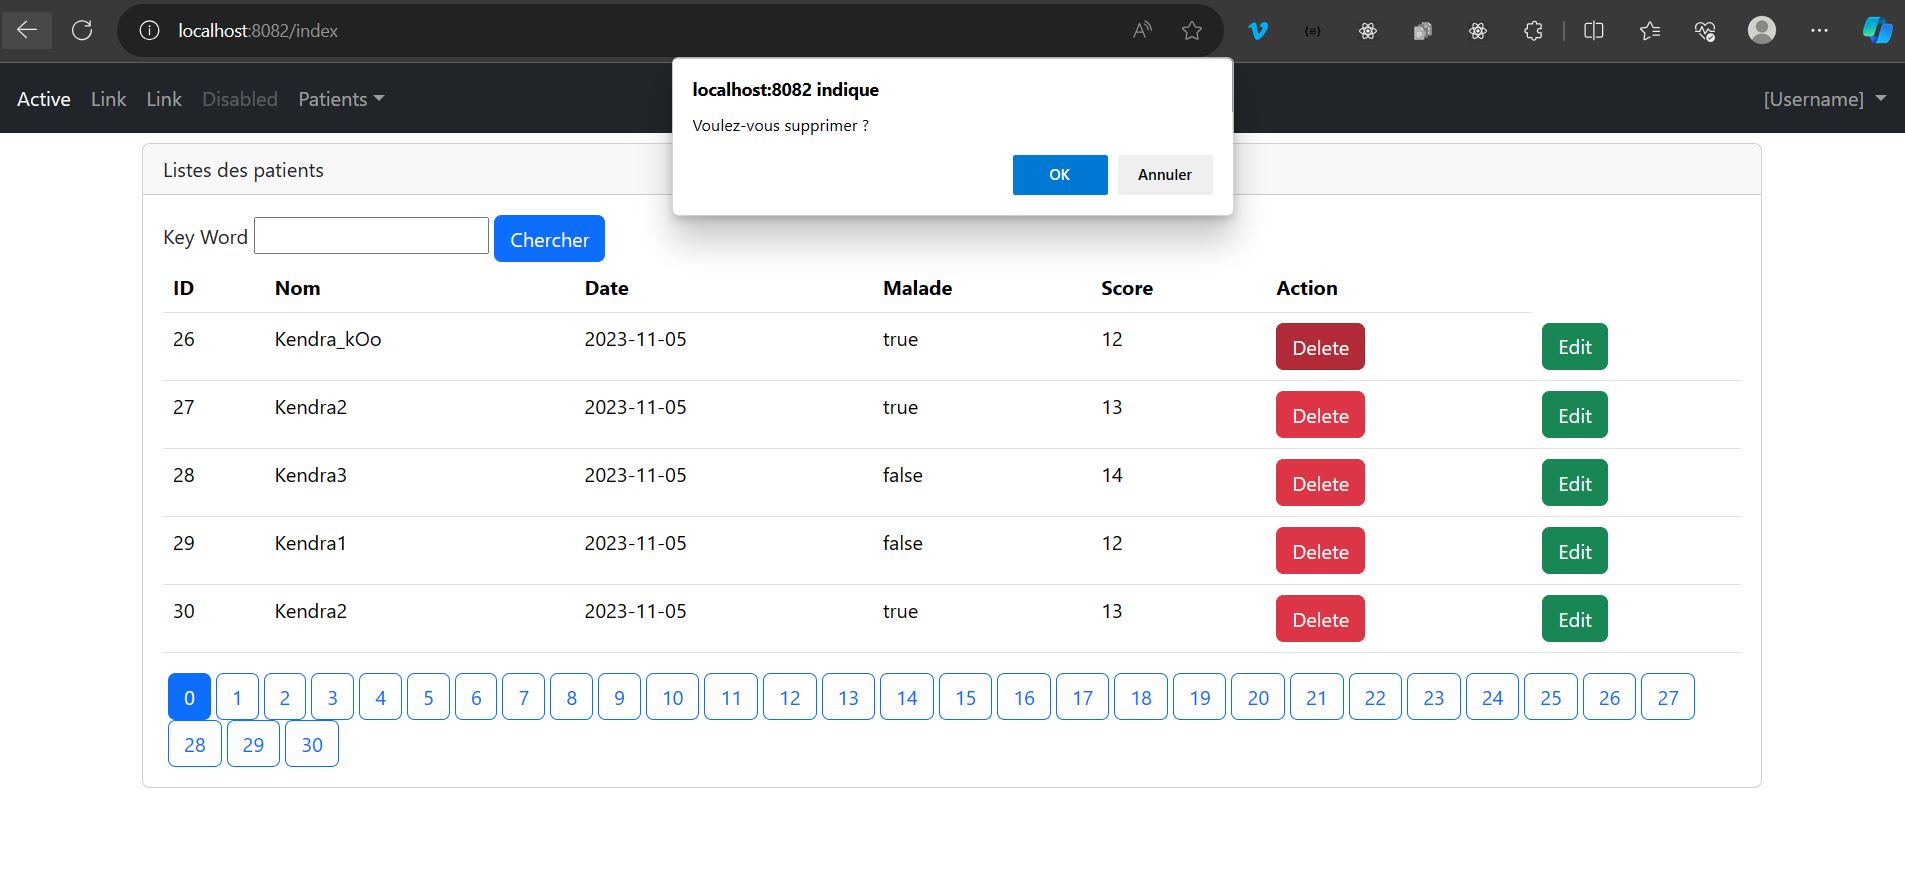 localhost:8082/index
Active Link Link Disabled Patients [Username]
localhost:8082 indique
Voulez-vous supprimer ?
OK Annuler
Listes des patients
Key Word Chercher
ID Nom Date Malade Score Action
26 Kendra_kOo 2023-11-05 true 12 Delete Edit
27 Kendra2 2023-11-05 true 13 Delete Edit
28 Kendra3 2023-11-05 false 14 Delete Edit
29 Kendra1 2023-11-05 false 12 Delete Edit
30 Kendra2 2023-11-05 true 13 Delete Edit
0 1 2 3 4 5 6 7 8 9 10 11 12 13 14 15 16 17 18 19 20 21 22 23 24 25 26 27
28 29 30